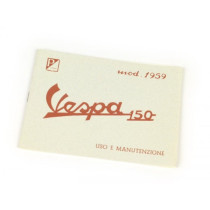 mod. 1959
Vespa 150
USO E MANUTENZIONE